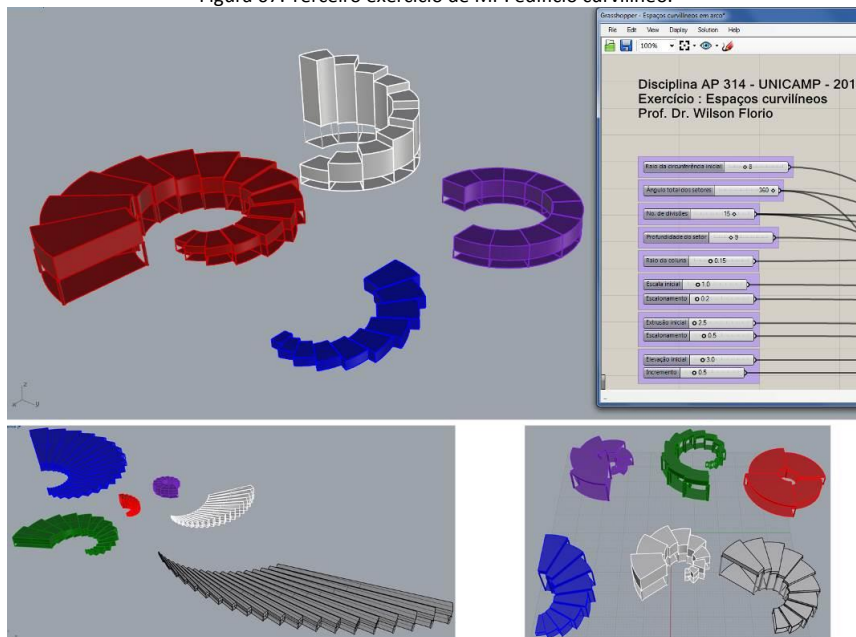 Figura 67: Terceiro exercício de MP: edifício curvilíneo.
Grasshopper - Espaços curvilíneos em arco*
File Edit View Display Solution Help
100%
Disciplina AP 314 - UNICAMP - 201
Exercício : Espaços curvilíneos
Prof. Dr. Wilson Florio
Raio da circunferência inicial 8
Ângulo total dos setores 360
No. de divisões 15
Profundidade do setor 9
Raio da coluna 0.15
Escala inicial 1.0
Escalonamento 0.2
Extrusão inicial 2.5
Escalonamento 0.5
Elevação inicial 3.0
Incremento 0.5
z
x y